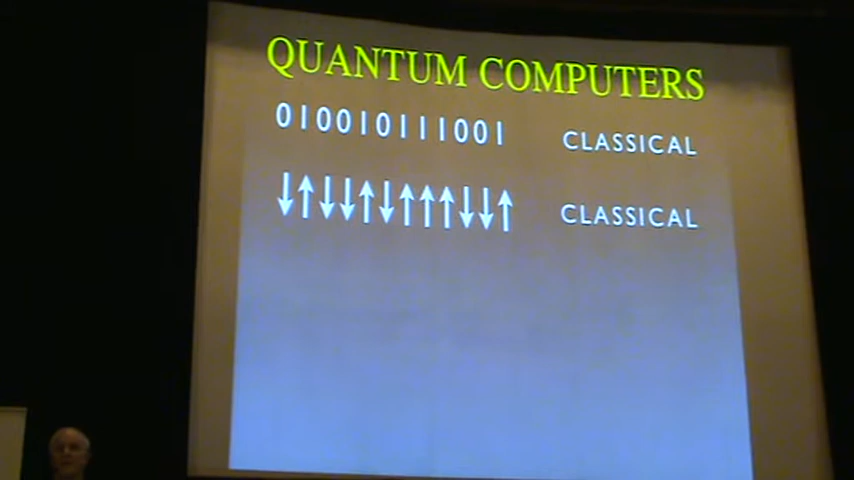 QUANTUM COMPUTERS
010010111001 CLASSICAL
↓↑↓↓↑↓↑↑↑↓↓↑ CLASSICAL